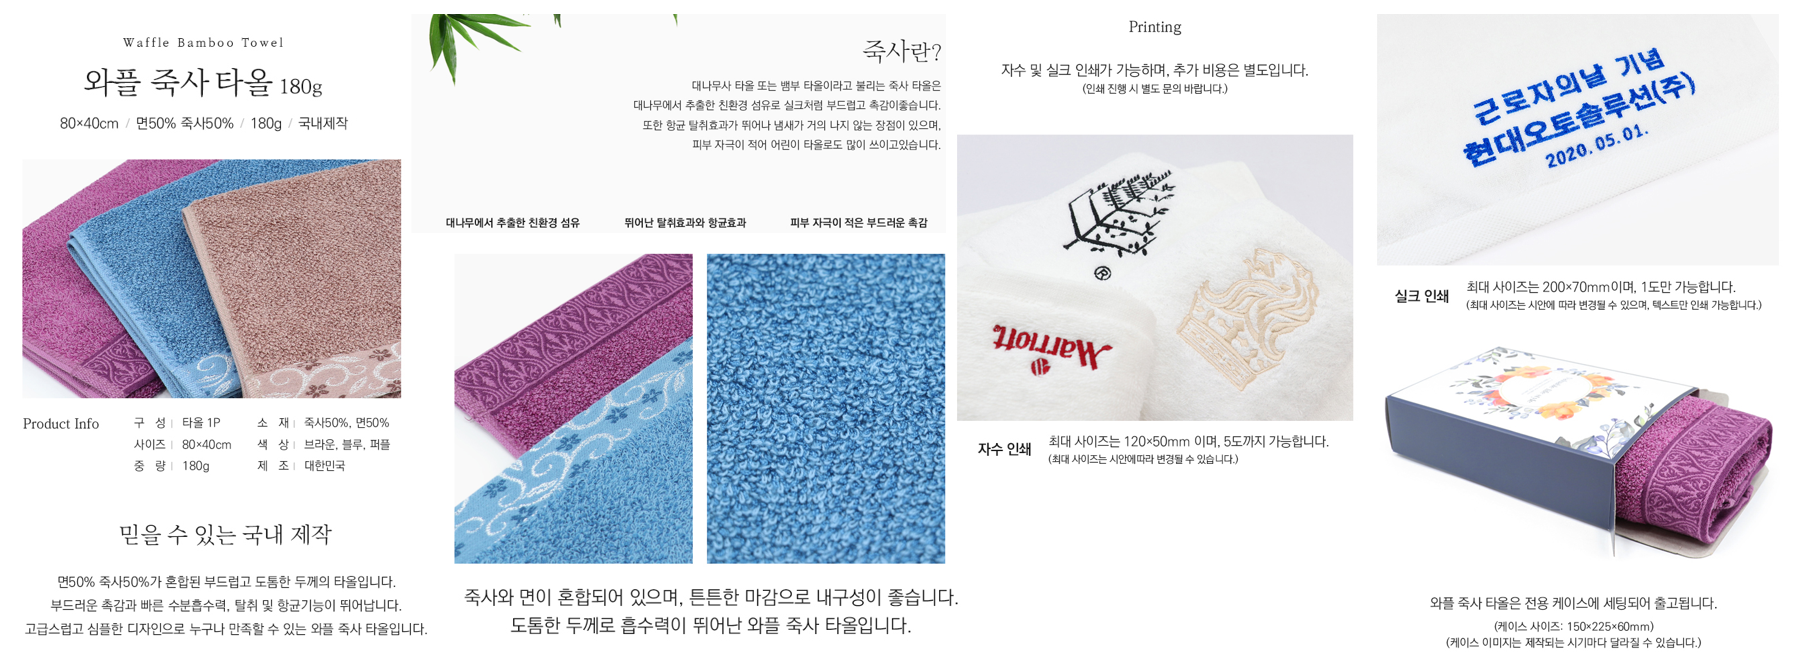 Waffle Bamboo Towel
와플 죽사 타올 180g
80×40cm / 면50% 죽사50% / 180g / 국내제작
Product Info
구 성 | 타올 1P
소 재 | 죽사50%, 면50%
사이즈 | 80×40cm
색 상 | 브라운, 블루, 퍼플
중 량 | 180g
제 조 | 대한민국
믿을 수 있는 국내 제작
면50% 죽사50%가 혼합된 부드럽고 도톰한 두께의 타올입니다.
부드러운 촉감과 빠른 수분흡수력, 탈취 및 항균기능이 뛰어납니다.
고급스럽고 심플한 디자인으로 누구나 만족할 수 있는 와플 죽사 타올입니다.
죽사란?
대나무사 타올 또는 뱀부 타올이라고 불리는 죽사 타올은
대나무에서 추출한 친환경 섬유로 실크처럼 부드럽고 촉감이좋습니다.
또한 항균 탈취효과가 뛰어나 냄새가 거의 나지 않는 장점이 있으며,
피부 자극이 적어 어린이 타올로도 많이 쓰이고있습니다.
대나무에서 추출한 친환경 섬유
뛰어난 탈취효과와 항균효과
피부 자극이 적은 부드러운 촉감
죽사와 면이 혼합되어 있으며, 튼튼한 마감으로 내구성이 좋습니다.
도톰한 두께로 흡수력이 뛰어난 와플 죽사 타올입니다.
Printing
자수 및 실크 인쇄가 가능하며, 추가 비용은 별도입니다.
(인쇄 진행 시 별도 문의 바랍니다.)
Marriott
자수 인쇄
최대 사이즈는 120×50mm 이며, 5도까지 가능합니다.
(최대 사이즈는 시안에따라 변경될 수 있습니다.)
근로자의날 기념
현대오토솔루션(주)
2020.05.01.
실크 인쇄
최대 사이즈는 200×70mm이며, 1도만 가능합니다.
(최대 사이즈는 시안에 따라 변경될 수 있으며, 텍스트만 인쇄 가능합니다.)
와플 죽사 타올은 전용 케이스에 세팅되어 출고됩니다.
(케이스 사이즈: 150×225×60mm)
(케이스 이미지는 제작되는 시기마다 달라질 수 있습니다.)